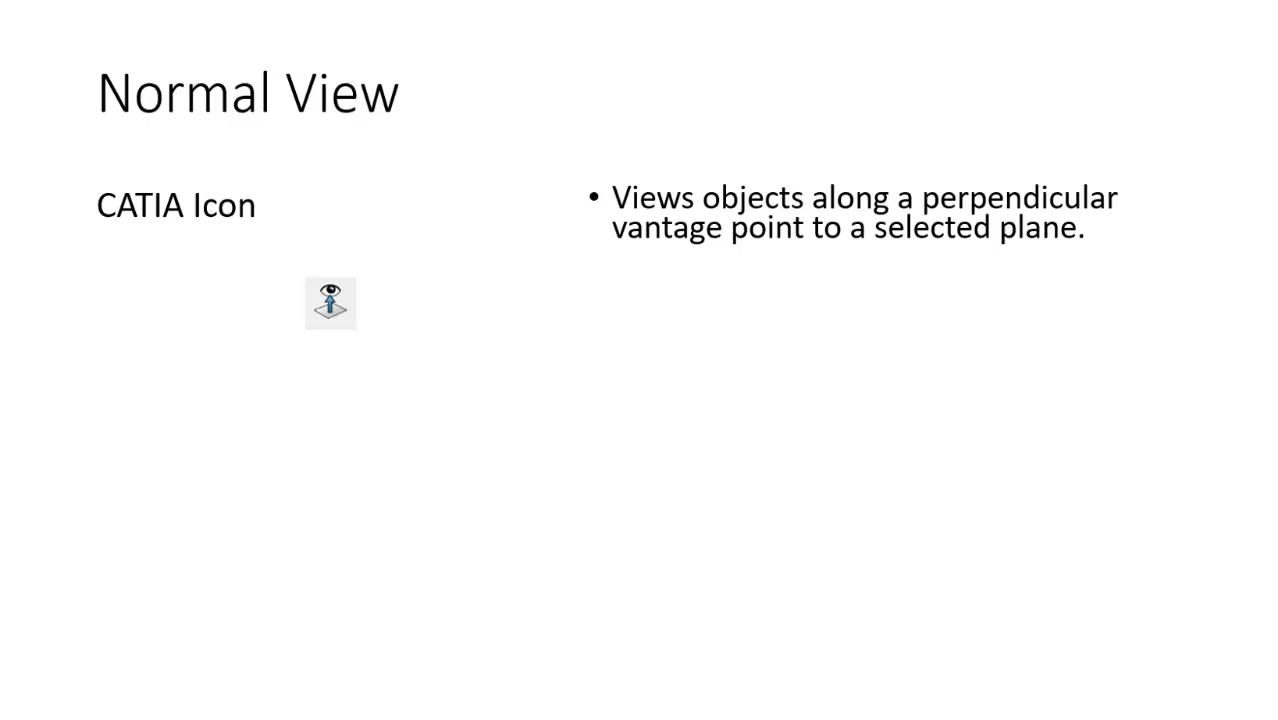 Normal View
CATIA Icon
• Views objects along a perpendicular
vantage point to a selected plane.